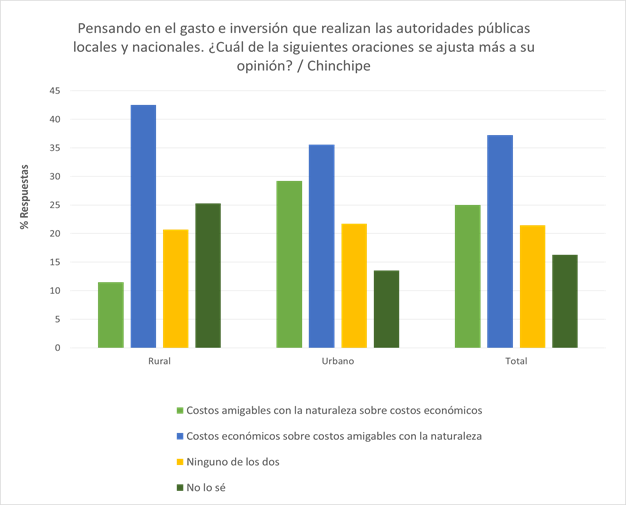 Pensando en el gasto e inversión que realizan las autoridades públicas
locales y nacionales. ¿Cuál de la siguientes oraciones se ajusta más a su
opinión? / Chinchipe
% Respuestas
45
40
35
30
25
20
15
10
5
0
Rural
Urbano
Total
Costos amigables con la naturaleza sobre costos económicos
Costos económicos sobre costos amigables con la naturaleza
Ninguno de los dos
No lo sé